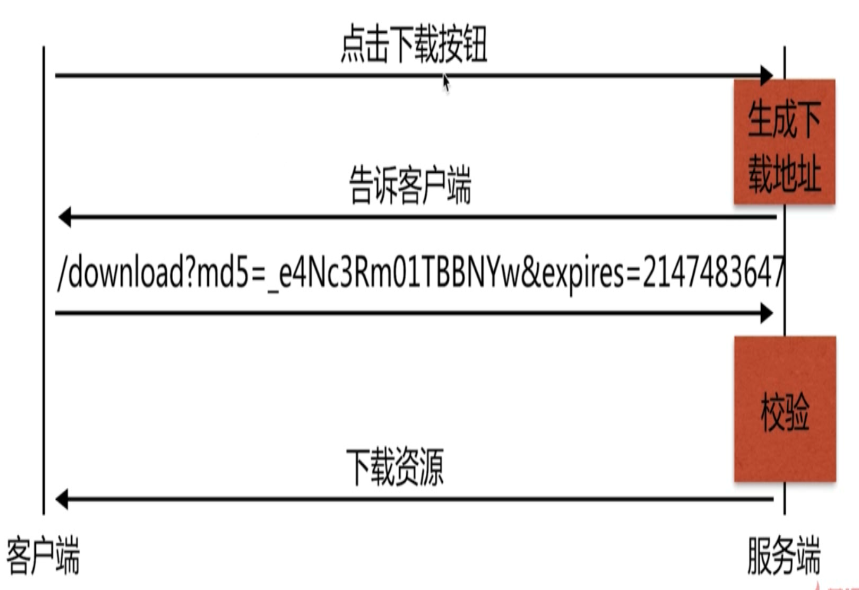 点击下载按钮
生成下
载地址
告诉客户端
/download?md5=_e4Nc3Rm01TBBNYw&expires=2147483647
校验
下载资源
客户端
服务端